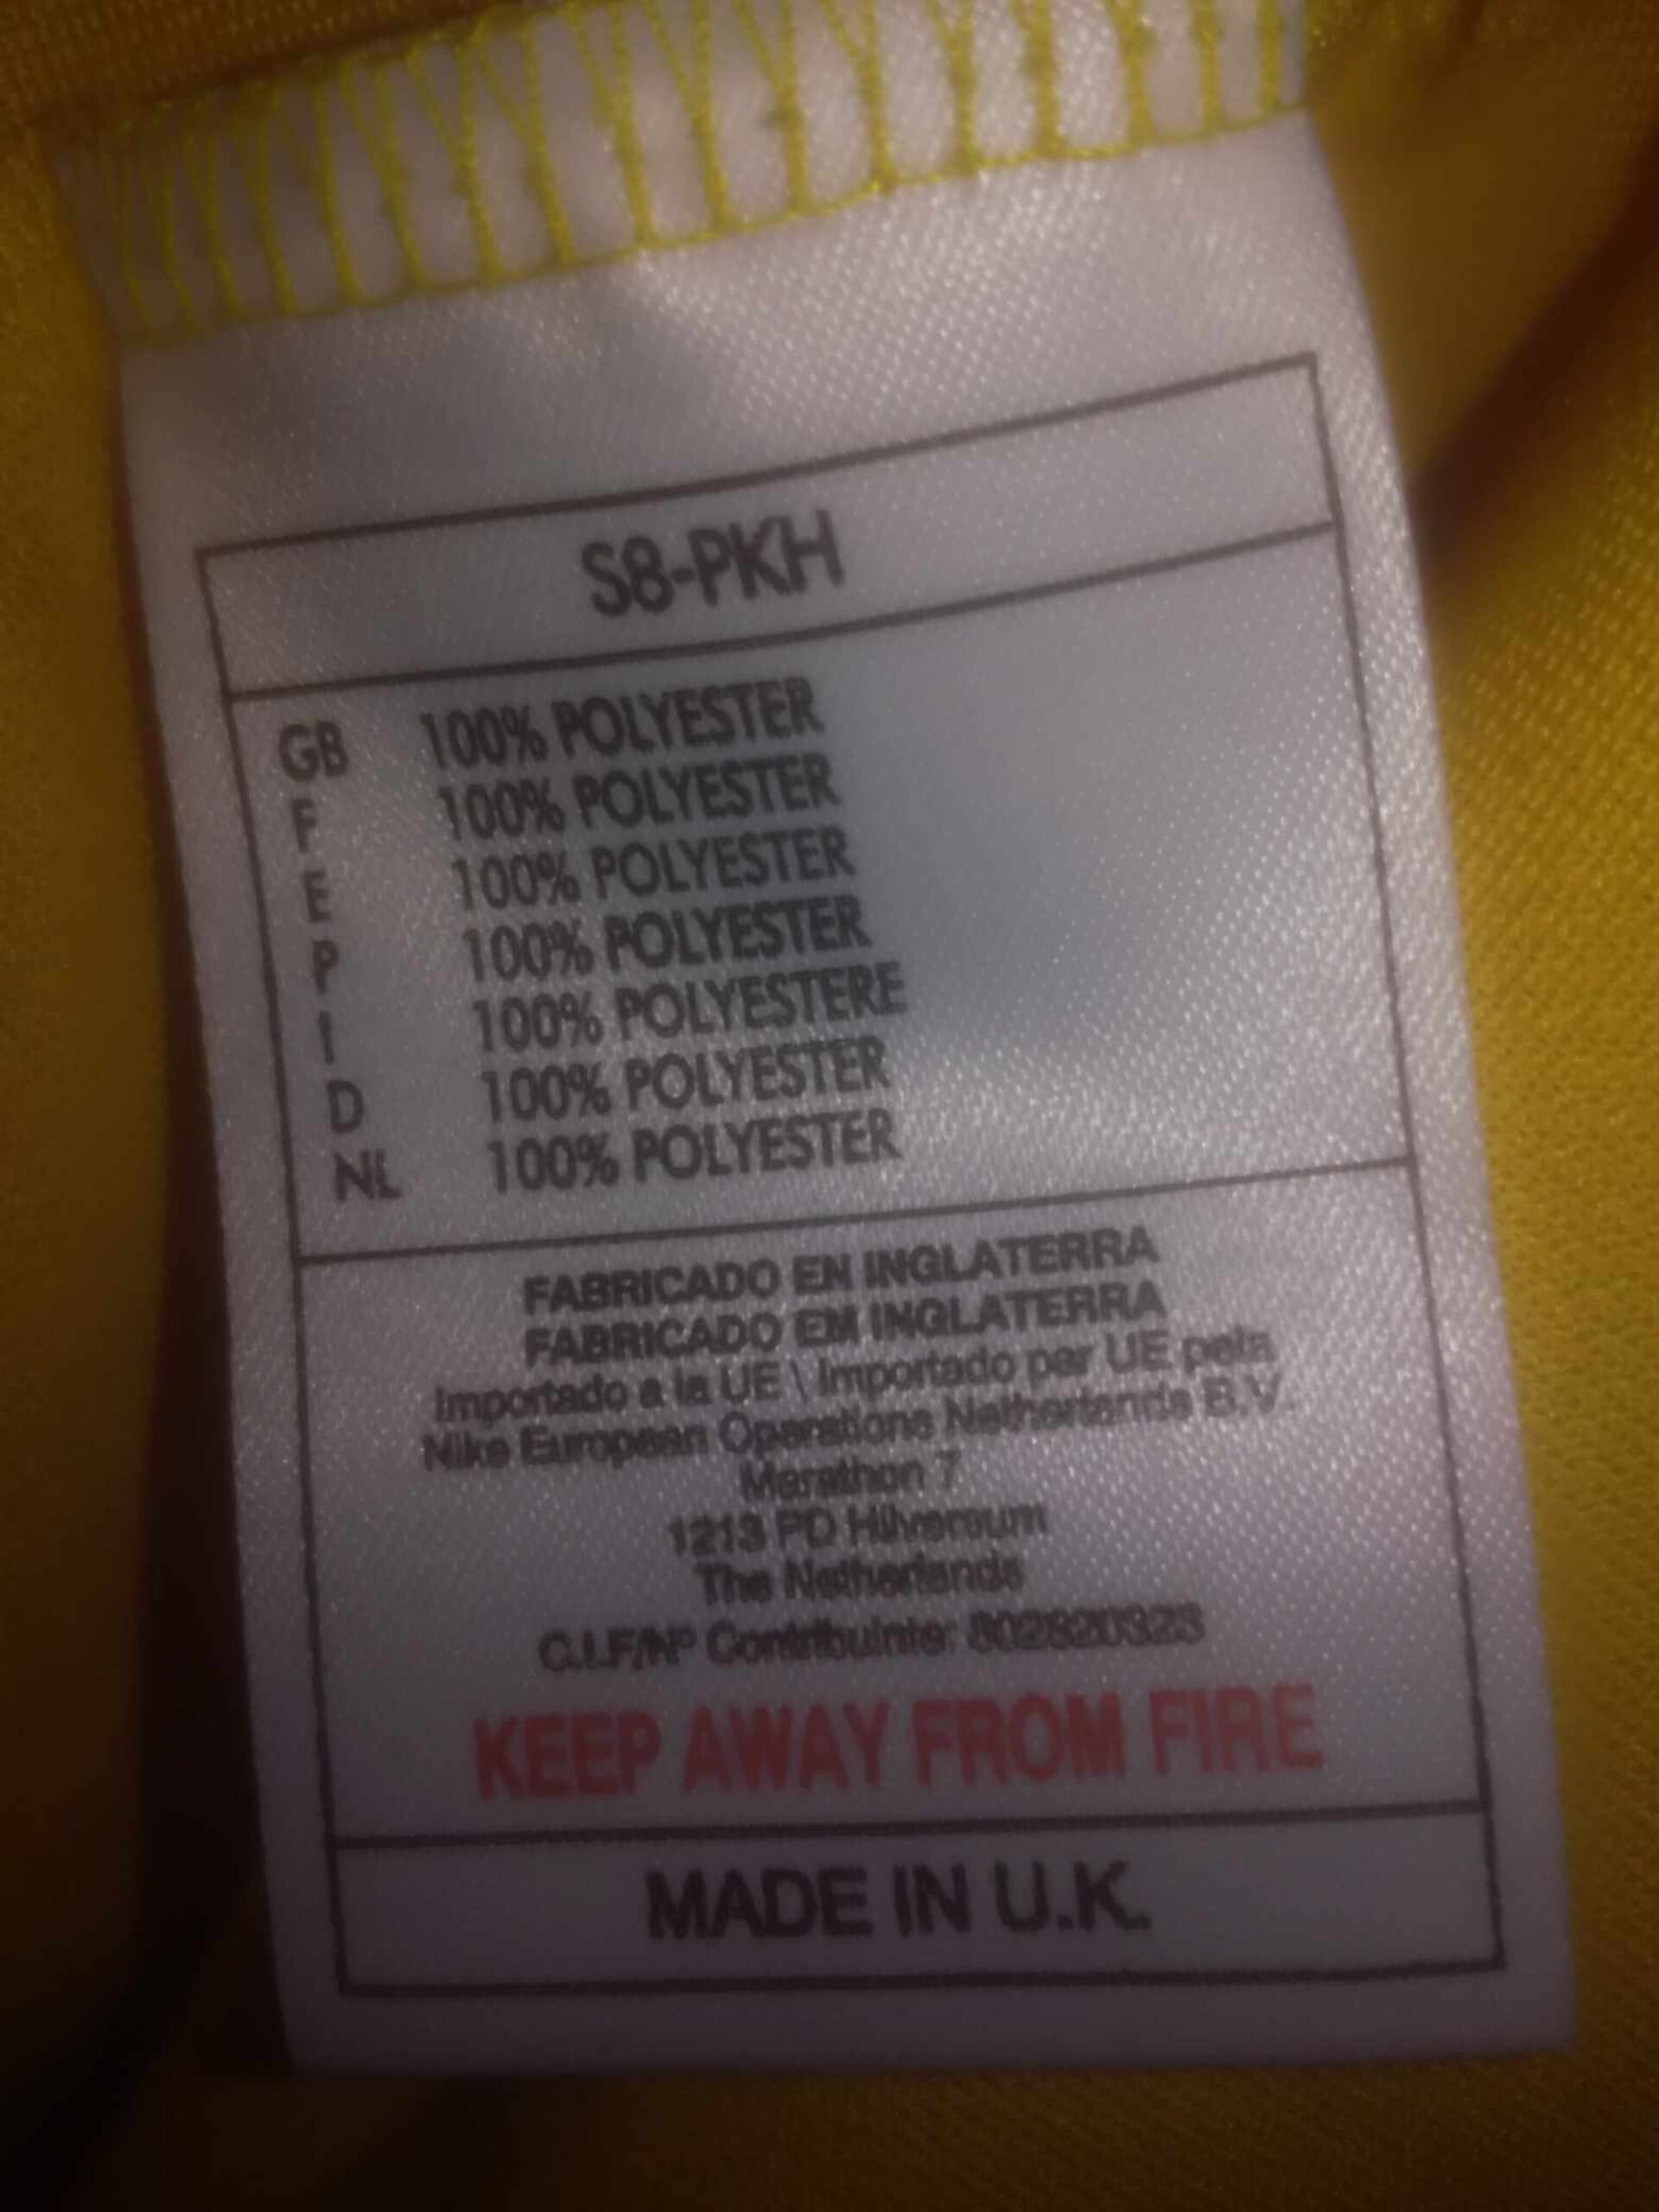 S8-PKH
GB 100% POLYESTER
F 100% POLYESTER
E 100% POLYESTER
P 100% POLYESTER
I 100% POLYESTERE
D 100% POLYESTER
NL 100% POLYESTER
FABRICADO EN INGLATERRA
FABRICADO EM INGLATERRA
Importado a la UE \ Importado par UE pela
Nike European Operations Netherlands B.V
Marathon 7
1213 PD Hilversum
The Netherlands
C.I.F/Nº Contribuinte:
KEEP AWAY FROM FIRE
MADE IN U.K.